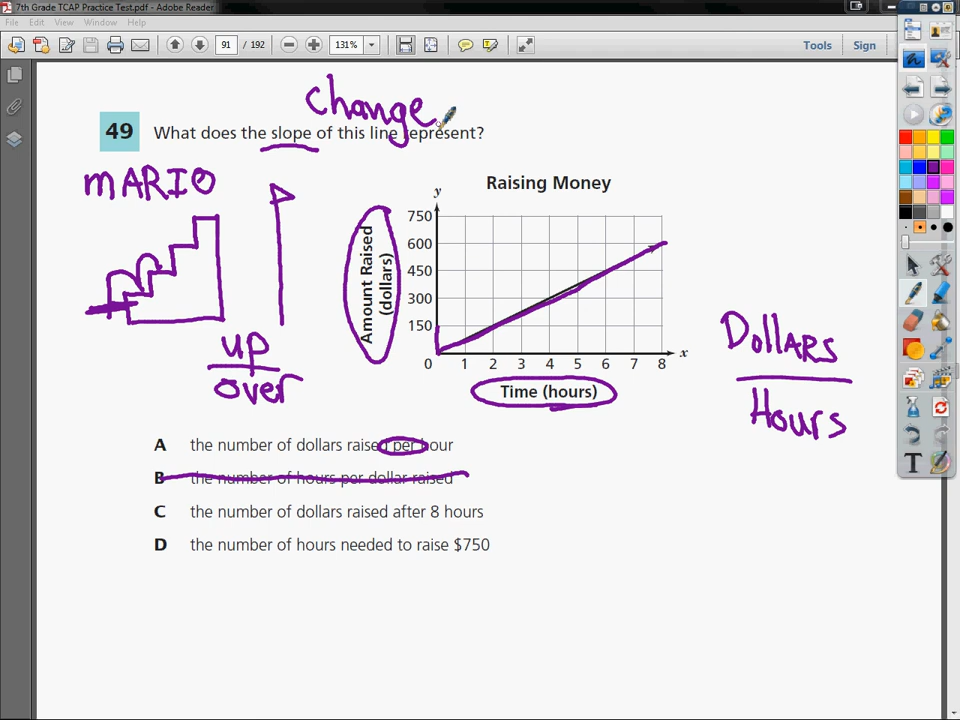 7th Grade TCAP Practice Test.pdf - Adobe Reader
File Edit View Window Help
91 / 192 131% Tools Sign
change
49 What does the slope of this line represent?
MARIO
Raising Money
y
750
600
450
300
150
0
Amount Raised
(dollars)
1 2 3 4 5 6 7 8 x
Time (hours)
up
over
Dollars
Hours
A the number of dollars raised per hour
B the number of hours per dollar raised
C the number of dollars raised after 8 hours
D the number of hours needed to raise $750
T